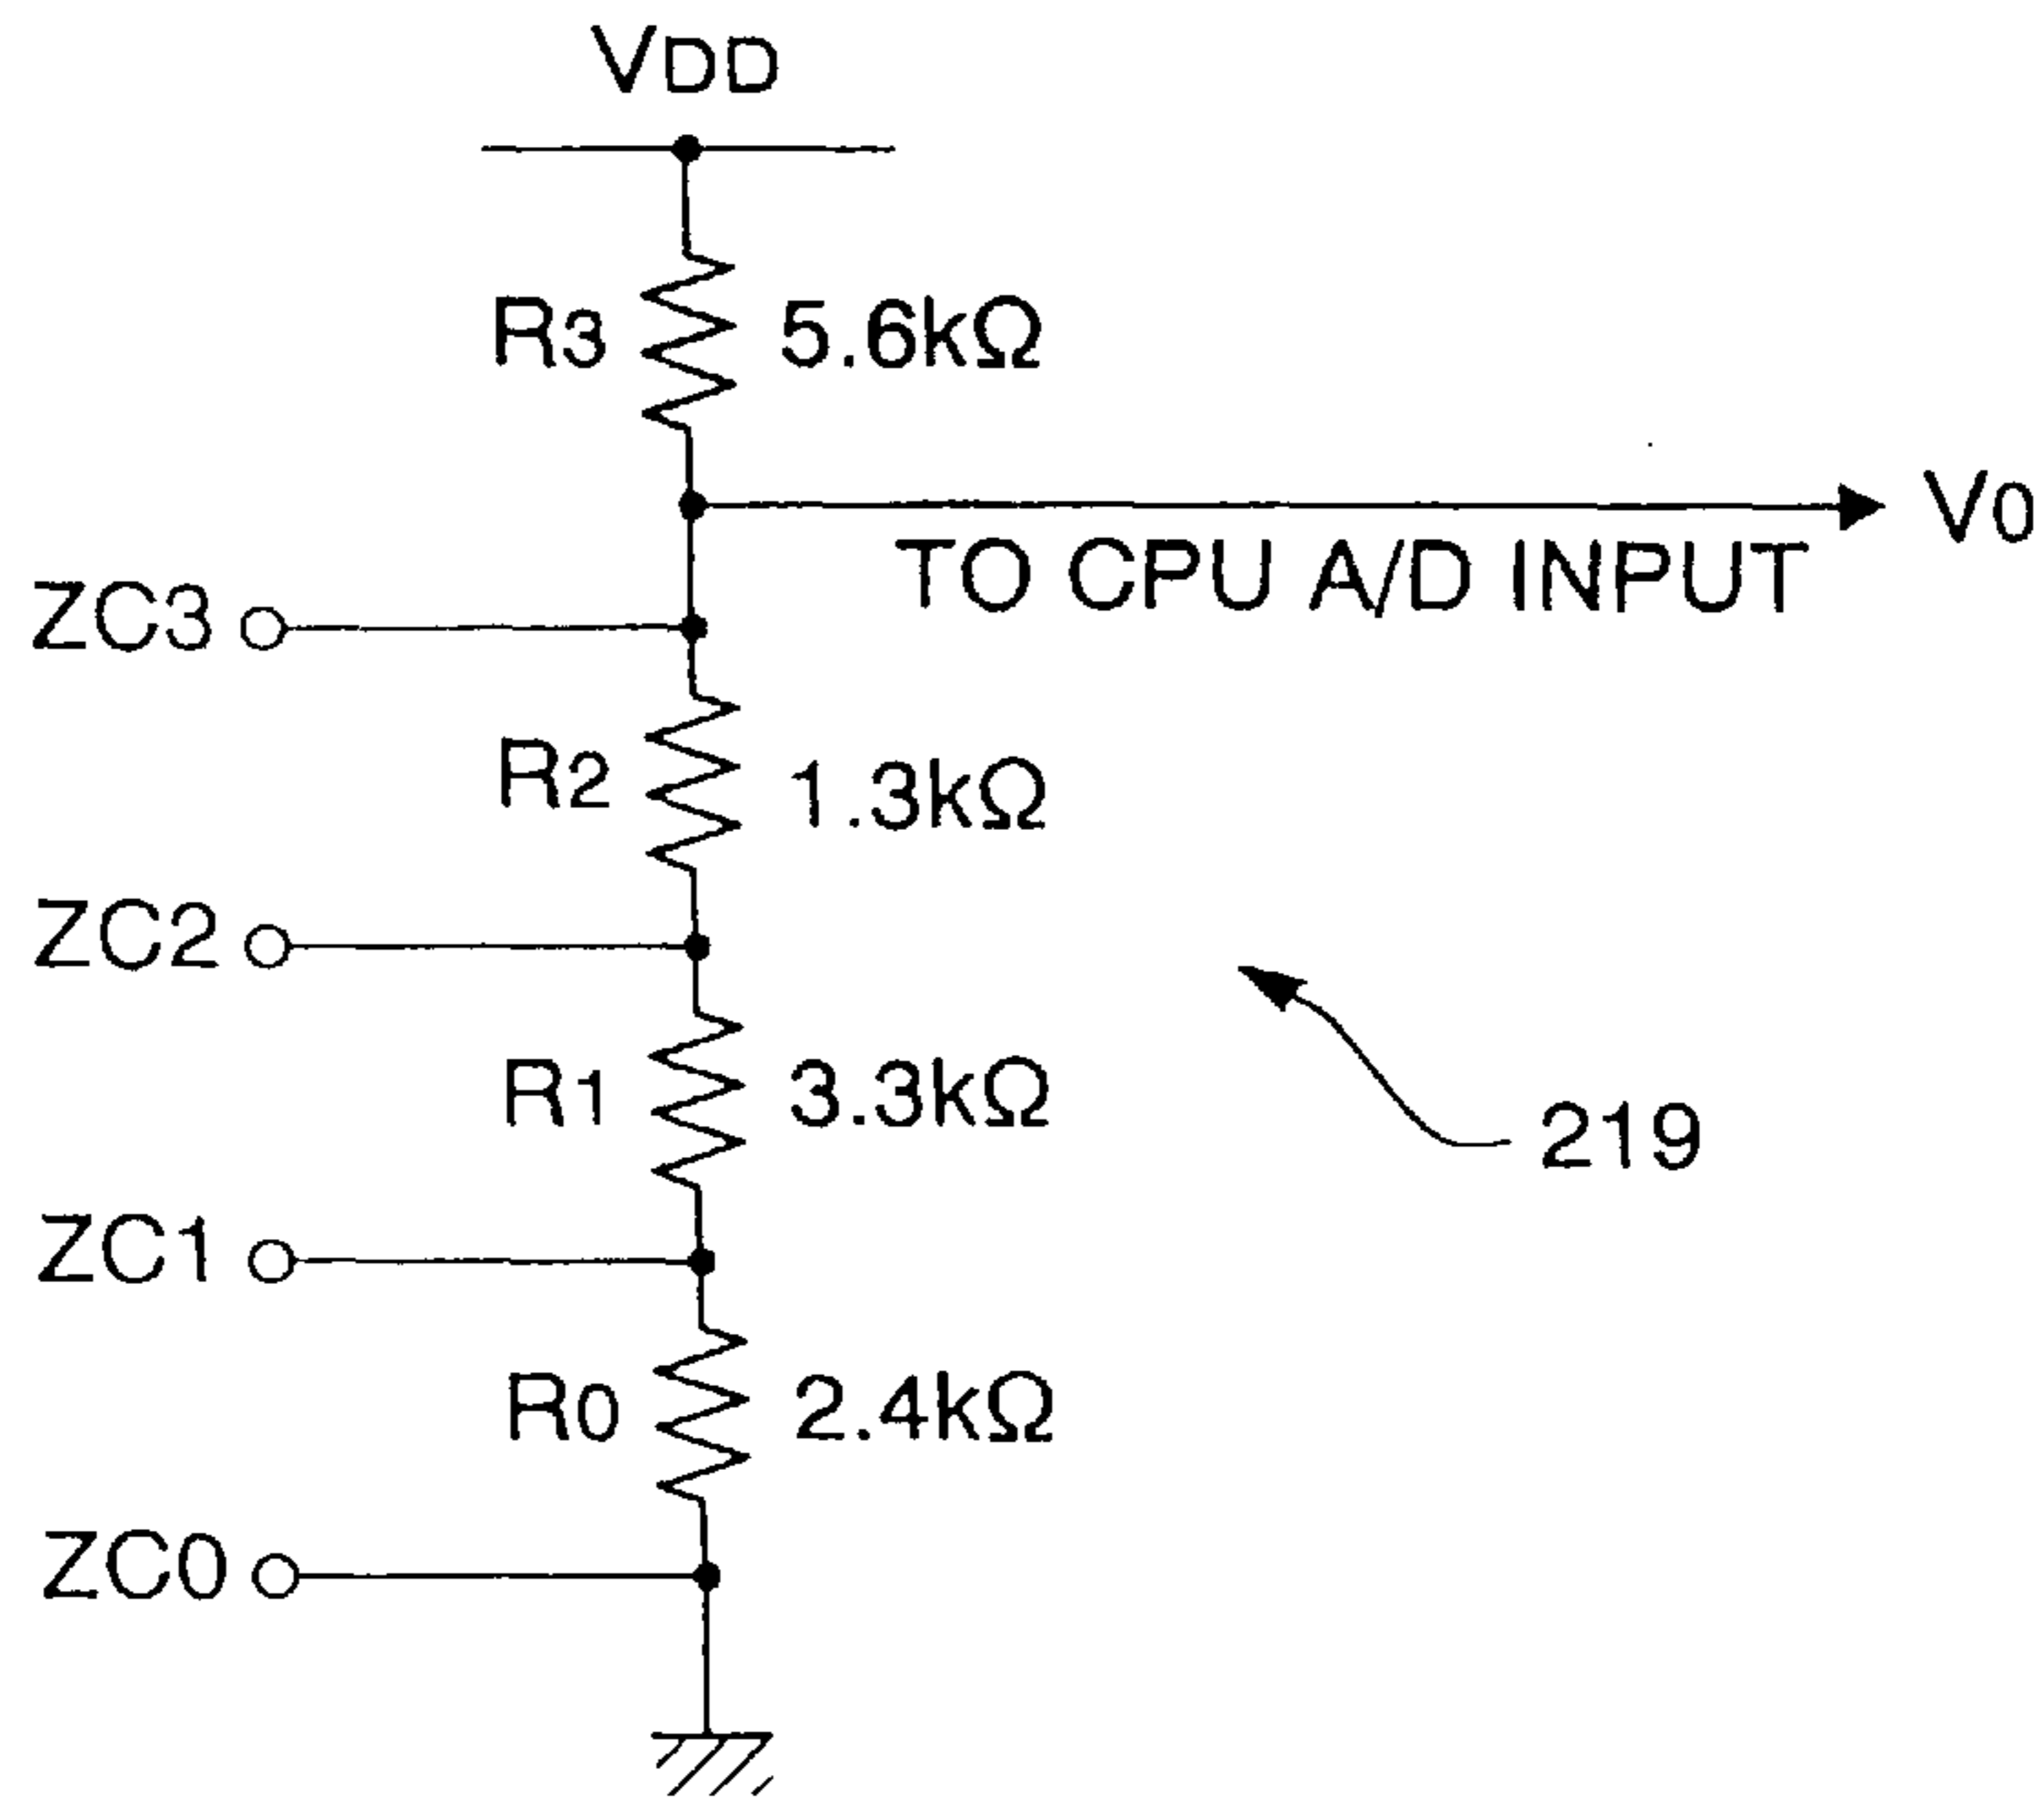 VDD
R3 5.6kΩ
V0
TO CPU A/D INPUT
ZC3
R2 1.3kΩ
ZC2
R1 3.3kΩ
219
ZC1
R0 2.4kΩ
ZC0